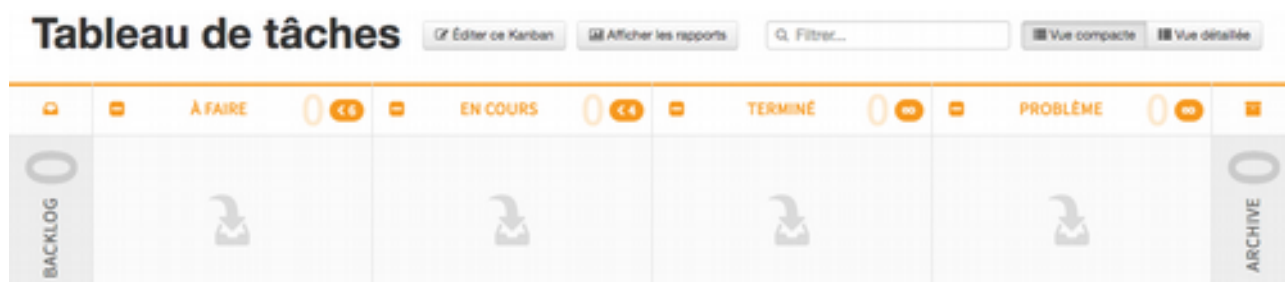 Tableau de tâches
Éditer ce Kanban
Afficher les rapports
Filtrer...
Vue compacte
Vue détaillée
À FAIRE
0
<6
EN COURS
0
<4
TERMINÉ
0
∞
PROBLÈME
0
∞
0
BACKLOG
0
ARCHIVE